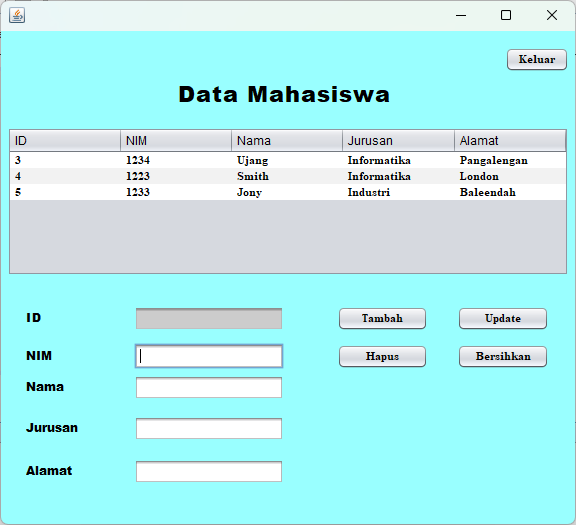 Keluar
Data Mahasiswa
ID NIM Nama Jurusan Alamat
3 1234 Ujang Informatika Pangalengan
4 1223 Smith Informatika London
5 1233 Jony Industri Baleendah
ID Tambah Update
NIM Hapus Bersihkan
Nama
Jurusan
Alamat